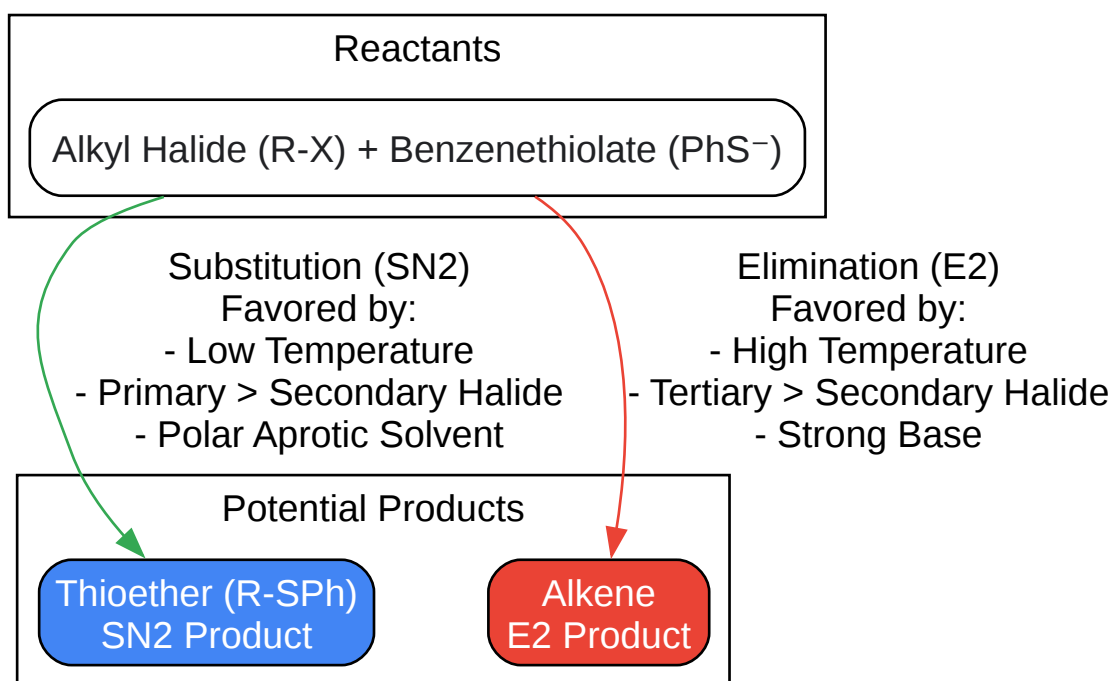 Reactants
Alkyl Halide (R-X) + Benzenethiolate (PhS⁻)
Substitution (SN2)
Favored by:
- Low Temperature
- Primary > Secondary Halide
- Polar Aprotic Solvent
Elimination (E2)
Favored by:
- High Temperature
- Tertiary > Secondary Halide
- Strong Base
Potential Products
Thioether (R-SPh)
SN2 Product
Alkene
E2 Product